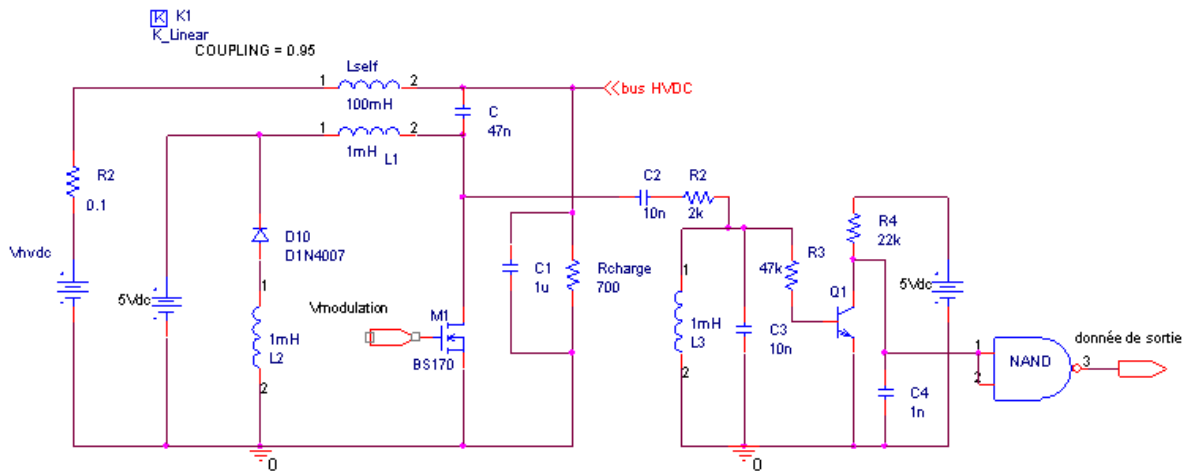 K K1
K_Linear
COUPLING = 0.95
Lself
1 2
100mH
<<bus HVDC
C
47n
1 2
1mH L1
R2
0.1
Vhvdc
5Vdc
D10
D1N4007
1
1mH
L2
2
Vmodulation
M1
BS170
C1
1u
Rcharge
700
C2
10n
R2
2k
1
1mH
L3
2
C3
10n
R3
47k
Q1
R4
22k
5Vdc
C4
1n
1
2
NAND
3
donnée de sortie
0
0